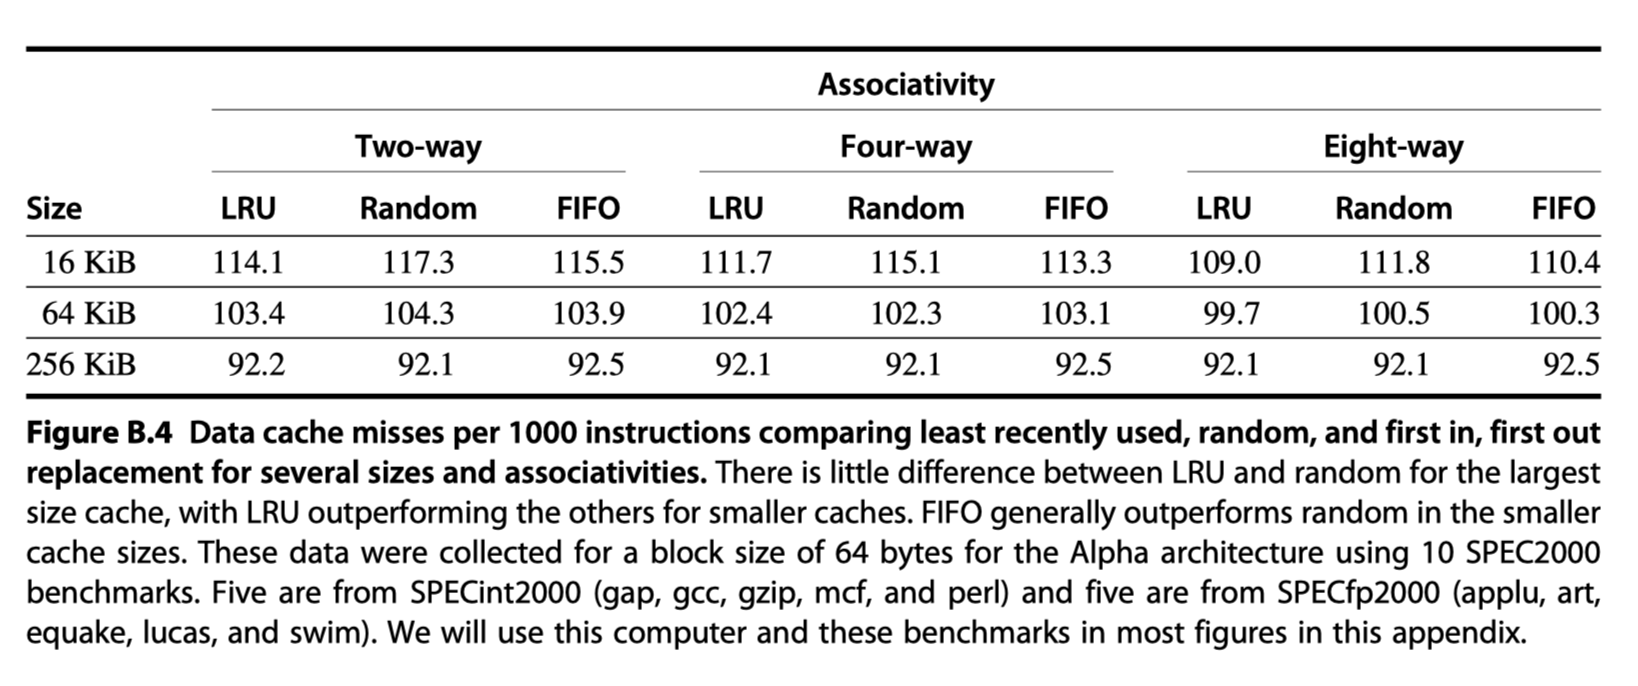 Associativity
Two-way Four-way Eight-way
Size LRU Random FIFO LRU Random FIFO LRU Random FIFO
16 KiB 114.1 117.3 115.5 111.7 115.1 113.3 109.0 111.8 110.4
64 KiB 103.4 104.3 103.9 102.4 102.3 103.1 99.7 100.5 100.3
256 KiB 92.2 92.1 92.5 92.1 92.1 92.5 92.1 92.1 92.5
Figure B.4 Data cache misses per 1000 instructions comparing least recently used, random, and first in, first out
replacement for several sizes and associativities. There is little difference between LRU and random for the largest
size cache, with LRU outperforming the others for smaller caches. FIFO generally outperforms random in the smaller
cache sizes. These data were collected for a block size of 64 bytes for the Alpha architecture using 10 SPEC2000
benchmarks. Five are from SPECint2000 (gap, gcc, gzip, mcf, and perl) and five are from SPECfp2000 (applu, art,
equake, lucas, and swim). We will use this computer and these benchmarks in most figures in this appendix.